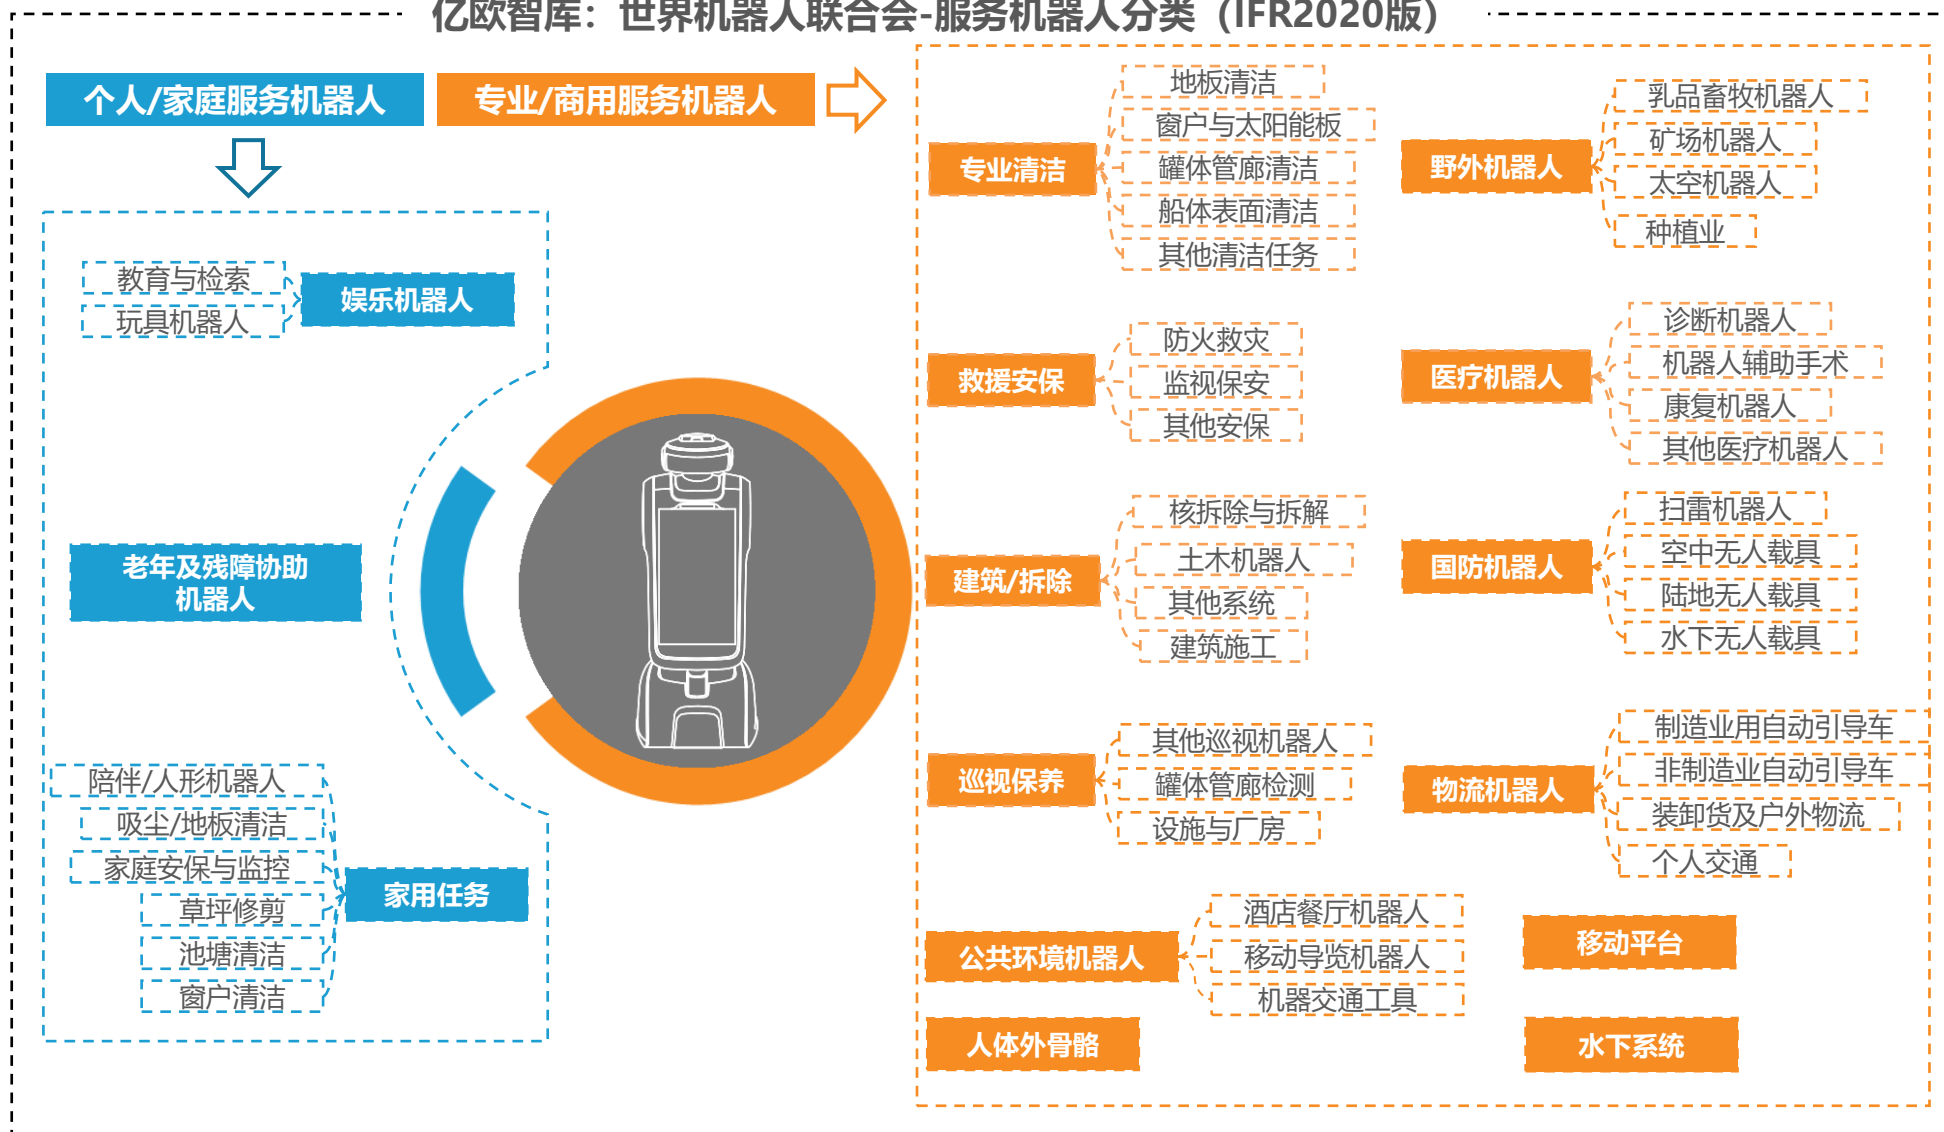 亿欧智库：世界机器人联合会-服务机器人分类（IFR2020版）
个人/家庭服务机器人
专业/商用服务机器人
教育与检索
玩具机器人
娱乐机器人
老年及残障协助
机器人
陪伴/人形机器人
吸尘/地板清洁
家庭安保与监控
草坪修剪
池塘清洁
窗户清洁
家用任务
专业清洁
地板清洁
窗户与太阳能板
罐体管廊清洁
船体表面清洁
其他清洁任务
救援安保
防火救灾
监视保安
其他安保
建筑/拆除
核拆除与拆解
土木机器人
其他系统
建筑施工
巡视保养
其他巡视机器人
罐体管廊检测
设施与厂房
公共环境机器人
酒店餐厅机器人
移动导览机器人
机器交通工具
人体外骨骼
野外机器人
乳品畜牧机器人
矿场机器人
太空机器人
种植业
医疗机器人
诊断机器人
机器人辅助手术
康复机器人
其他医疗机器人
国防机器人
扫雷机器人
空中无人载具
陆地无人载具
水下无人载具
物流机器人
制造业用自动引导车
非制造业自动引导车
装卸货及户外物流
个人交通
移动平台
水下系统